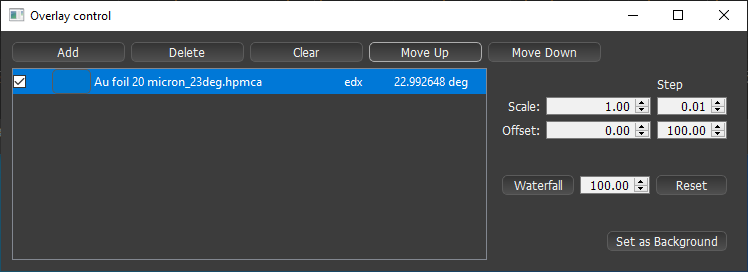 Overlay control
Add Delete Clear Move Up Move Down
Au foil 20 micron_23deg.hpmca edx 22.992648 deg
Step
Scale: 1.00 0.01
Offset: 0.00 100.00
Waterfall 100.00 Reset
Set as Background